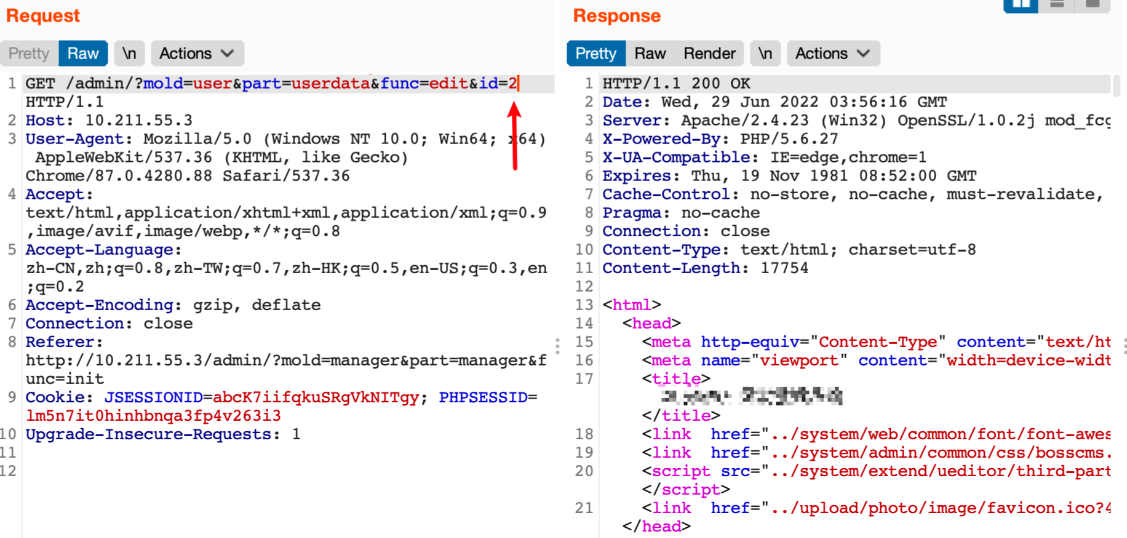 Request
Pretty Raw \n Actions
1 GET /admin/?mold=user&part=userdata&func=edit&id=2
HTTP/1.1
2 Host: 10.211.55.3
3 User-Agent: Mozilla/5.0 (Windows NT 10.0; Win64; x64)
AppleWebKit/537.36 (KHTML, like Gecko)
Chrome/87.0.4280.88 Safari/537.36
4 Accept:
text/html,application/xhtml+xml,application/xml;q=0.9
,image/avif,image/webp,*/*;q=0.8
5 Accept-Language:
zh-CN,zh;q=0.8,zh-TW;q=0.7,zh-HK;q=0.5,en-US;q=0.3,en
;q=0.2
6 Accept-Encoding: gzip, deflate
7 Connection: close
8 Referer:
http://10.211.55.3/admin/?mold=manager&part=manager&f
unc=init
9 Cookie: JSESSIONID=abcK7iifqkuSRgVkNITgy; PHPSESSID=
lm5n7it0hinhbnqa3fp4v263i3
10 Upgrade-Insecure-Requests: 1
11
12
Response
Pretty Raw Render \n Actions
1 HTTP/1.1 200 OK
2 Date: Wed, 29 Jun 2022 03:56:16 GMT
3 Server: Apache/2.4.23 (Win32) OpenSSL/1.0.2j mod_fcg
4 X-Powered-By: PHP/5.6.27
5 X-UA-Compatible: IE=edge,chrome=1
6 Expires: Thu, 19 Nov 1981 08:52:00 GMT
7 Cache-Control: no-store, no-cache, must-revalidate,
8 Pragma: no-cache
9 Connection: close
10 Content-Type: text/html; charset=utf-8
11 Content-Length: 17754
12
13 <html>
14 <head>
15 <meta http-equiv="Content-Type" content="text/ht
16 <meta name="viewport" content="width=device-widt
17 <title>
</title>
18 <link href="../system/web/common/font/font-awes
19 <link href="../system/admin/common/css/bosscms.
20 <script src="../system/extend/ueditor/third-part
</script>
21 <link href="../upload/photo/image/favicon.ico?4
</head>